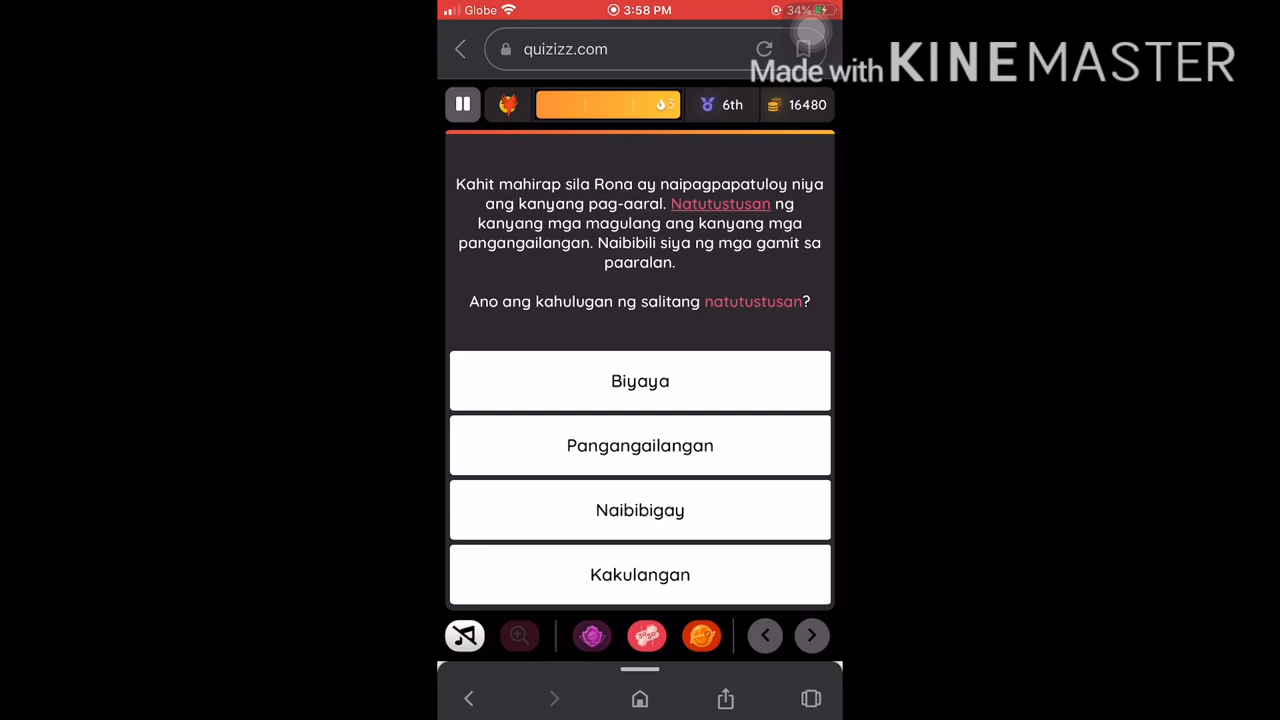 Globe 3:58 PM 34%
quizizz.com
Made with KINEMASTER
3 6th 16480
Kahit mahirap sila Rona ay naipagpapatuloy niya
ang kanyang pag-aaral. Natutustusan ng
kanyang mga magulang ang kanyang mga
pangangailangan. Naibibili siya ng mga gamit sa
paaralan.
Ano ang kahulugan ng salitang natutustusan?
Biyaya
Pangangailangan
Naibibigay
Kakulangan